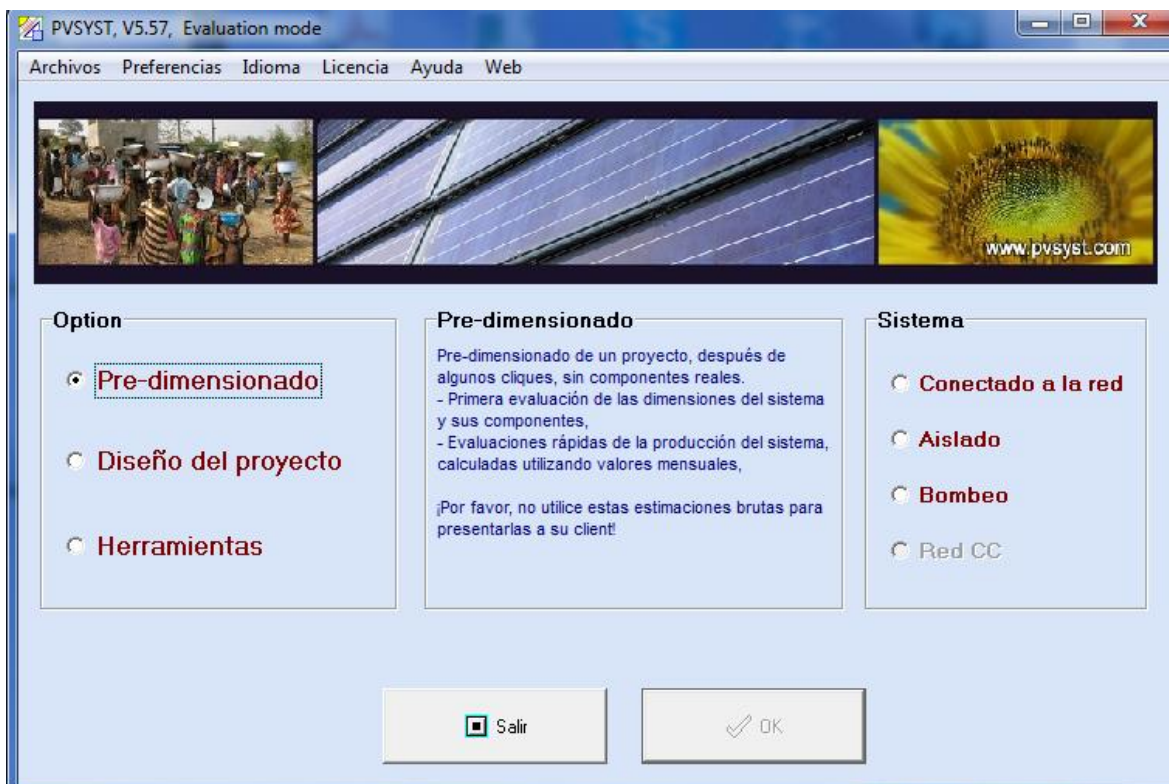 PVSYST, V5.57, Evaluation mode
Archivos Preferencias Idioma Licencia Ayuda Web
www.pvsyst.com
Option
Pre-dimensionado
Diseño del proyecto
Herramientas
Pre-dimensionado
Pre-dimensionado de un proyecto, después de
algunos cliques, sin componentes reales.
- Primera evaluación de las dimensiones del sistema
y sus componentes,
- Evaluaciones rápidas de la producción del sistema,
calculadas utilizando valores mensuales,
¡Por favor, no utilice estas estimaciones brutas para
presentarlas a su client!
Sistema
Conectado a la red
Aislado
Bombeo
Red CC
Salir
OK